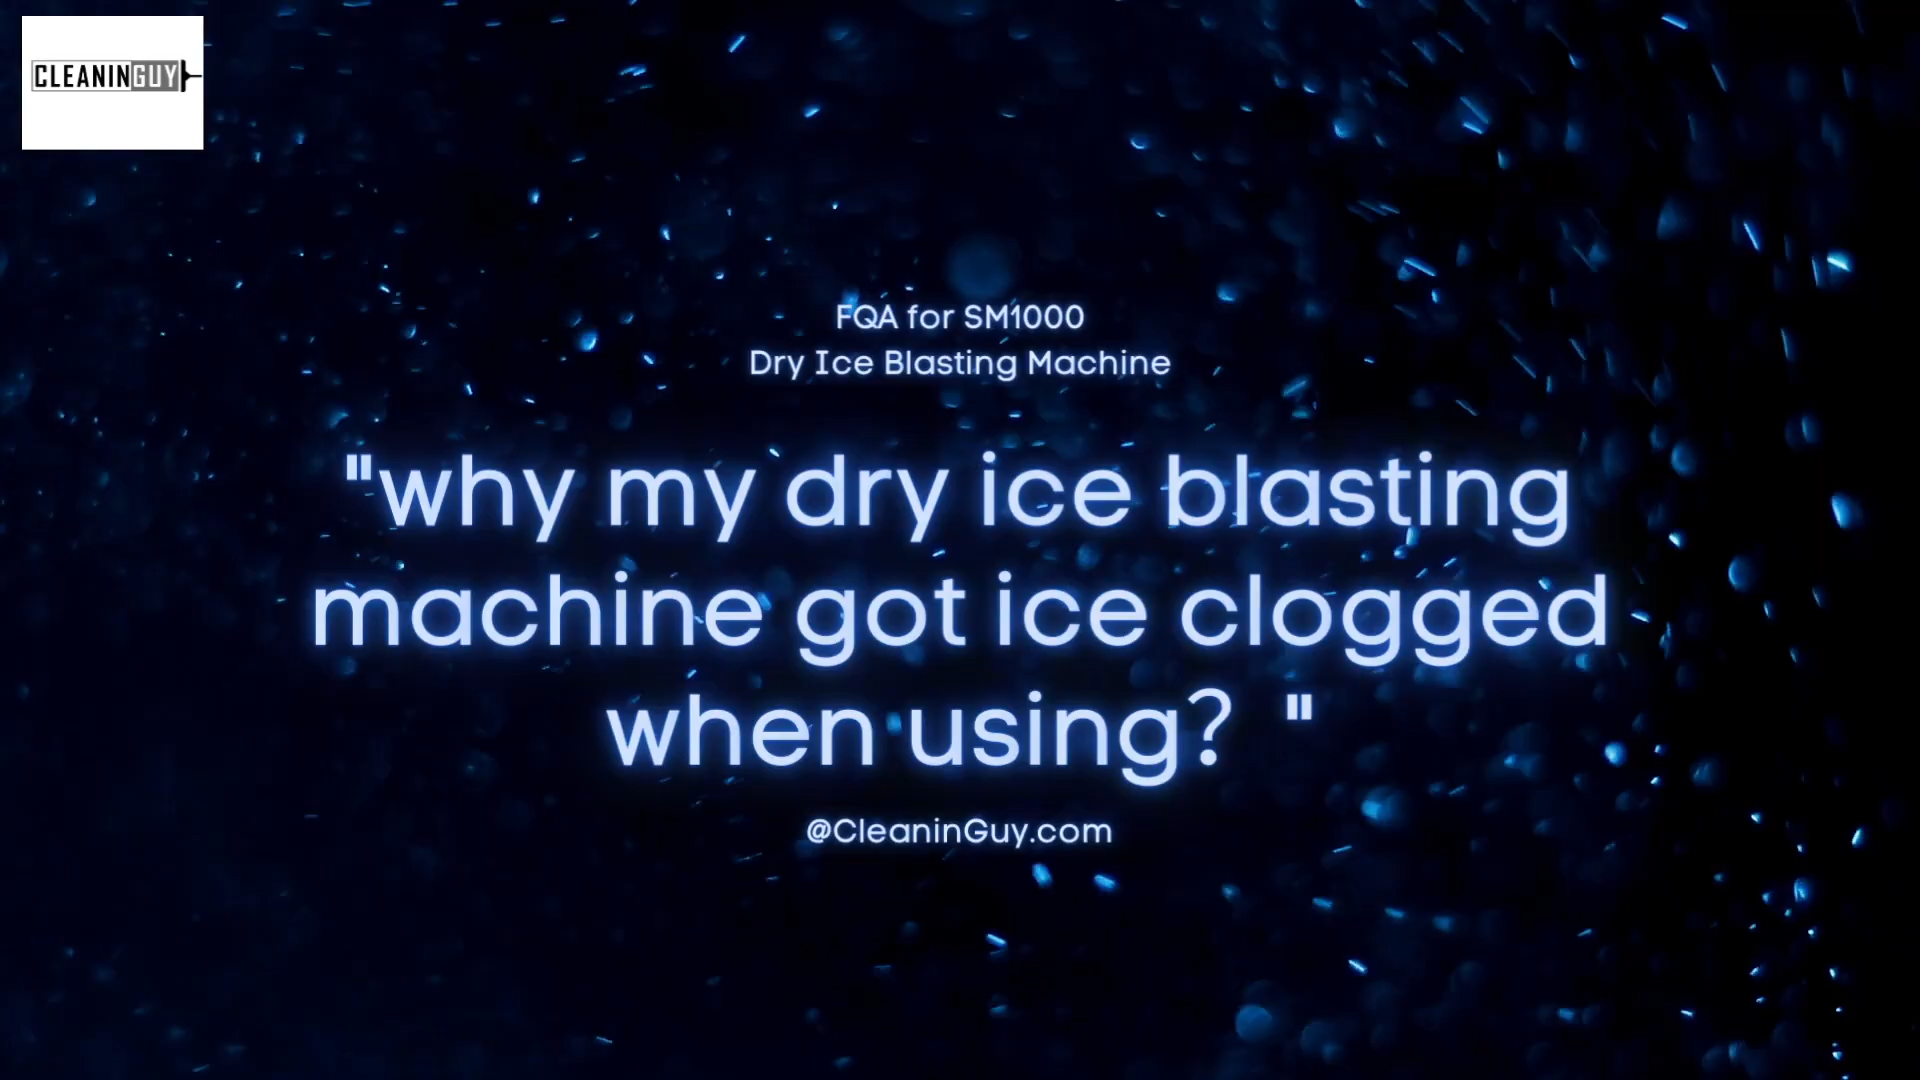 CLEANINGUY
FQA for SM1000
Dry Ice Blasting Machine
"why my dry ice blasting
machine got ice clogged
when using? "
@CleaninGuy.com